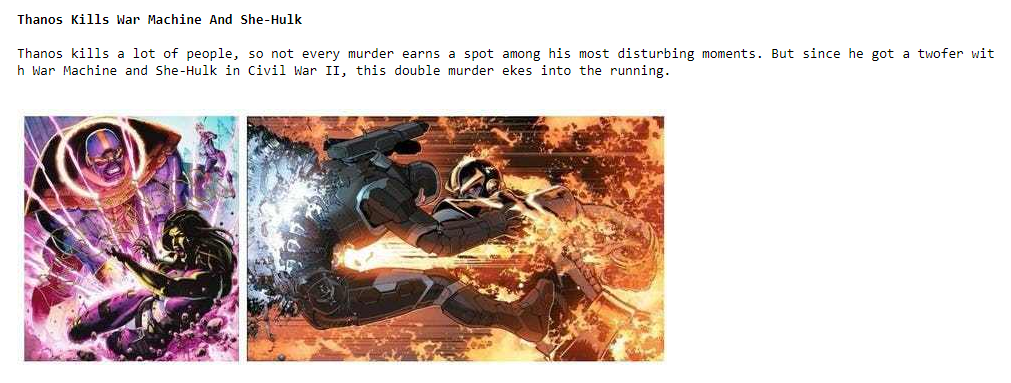 Thanos Kills War Machine And She-Hulk
Thanos kills a lot of people, so not every murder earns a spot among his most disturbing moments. But since he got a twofer wit
h War Machine and She-Hulk in Civil War II, this double murder ekes into the running.